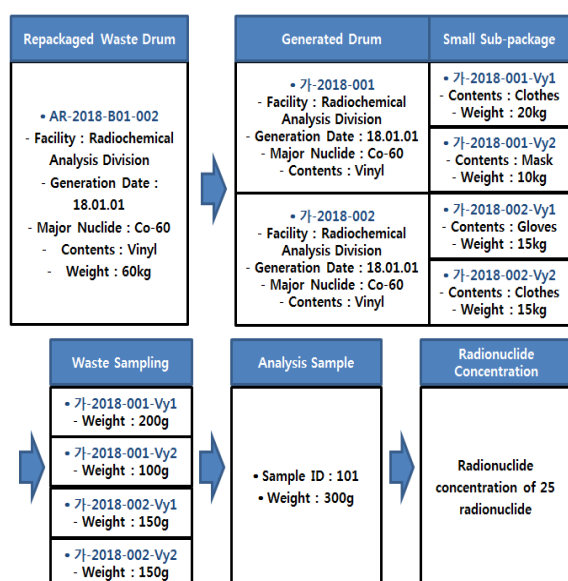 Repackaged Waste Drum
• AR-2018-B01-002
- Facility : Radiochemical
Analysis Division
- Generation Date :
18.01.01
- Major Nuclide : Co-60
- Contents : Vinyl
- Weight : 60kg
Generated Drum
• 가-2018-001
- Facility : Radiochemical
Analysis Division
- Generation Date : 18.01.01
- Major Nuclide : Co-60
- Contents : Vinyl
• 가-2018-002
- Facility : Radiochemical
Analysis Division
- Generation Date : 18.01.01
- Major Nuclide : Co-60
- Contents : Vinyl
Small Sub-package
• 가-2018-001-Vy1
- Contents : Clothes
- Weight : 20kg
• 가-2018-001-Vy2
- Contents : Mask
- Weight : 10kg
• 가-2018-002-Vy1
- Contents : Gloves
- Weight : 15kg
• 가-2018-002-Vy2
- Contents : Clothes
- Weight : 15kg
Waste Sampling
• 가-2018-001-Vy1
- Weight : 200g
• 가-2018-001-Vy2
- Weight : 100g
• 가-2018-002-Vy1
- Weight : 150g
• 가-2018-002-Vy2
- Weight : 150g
Analysis Sample
• Sample ID : 101
• Weight : 300g
Radionuclide
Concentration
Radionuclide
concentration of 25
radionuclide